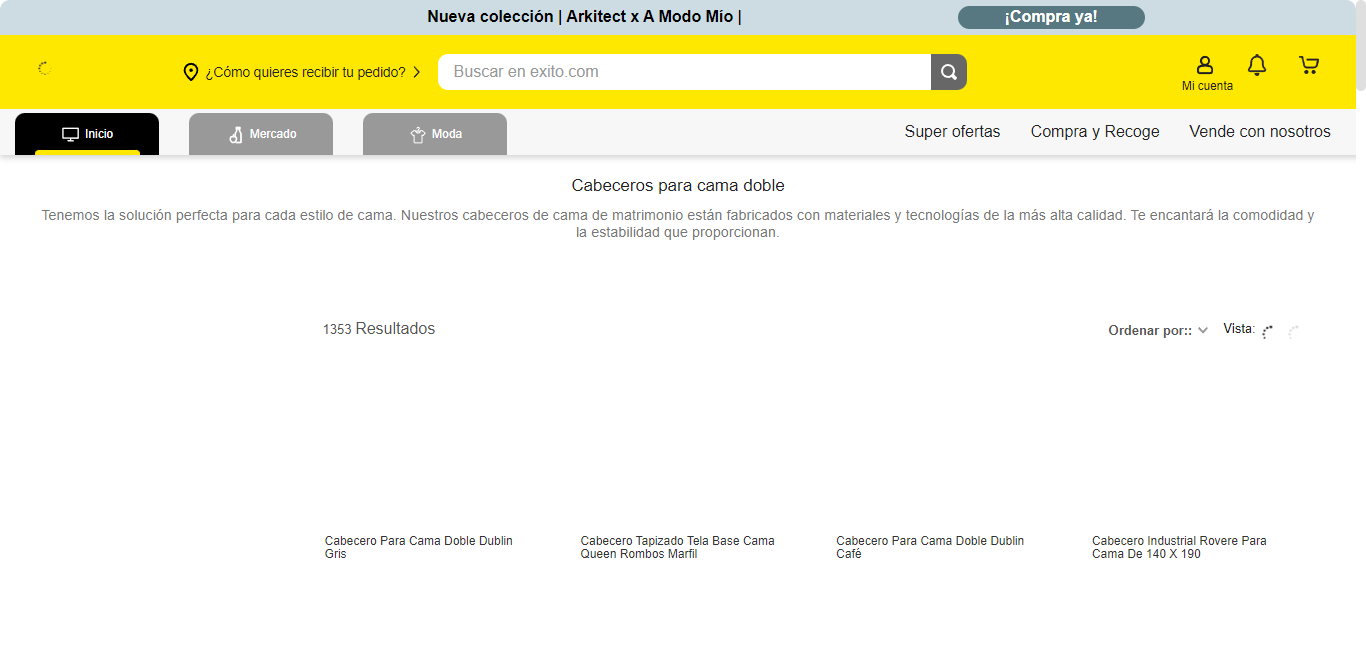 Nueva colección | Arkitect x A Modo Mío |
¡Compra ya!
¿Cómo quieres recibir tu pedido?
Buscar en exito.com
Mi cuenta
Inicio
Mercado
Moda
Super ofertas
Compra y Recoge
Vende con nosotros
Cabeceros para cama doble
Tenemos la solución perfecta para cada estilo de cama. Nuestros cabeceros de cama de matrimonio están fabricados con materiales y tecnologías de la más alta calidad. Te encantará la comodidad y
la estabilidad que proporcionan.
1353 Resultados
Ordenar por::
Vista:
Cabecero Para Cama Doble Dublin
Gris
Cabecero Tapizado Tela Base Cama
Queen Rombos Marfil
Cabecero Para Cama Doble Dublin
Café
Cabecero Industrial Rovere Para
Cama De 140 X 190